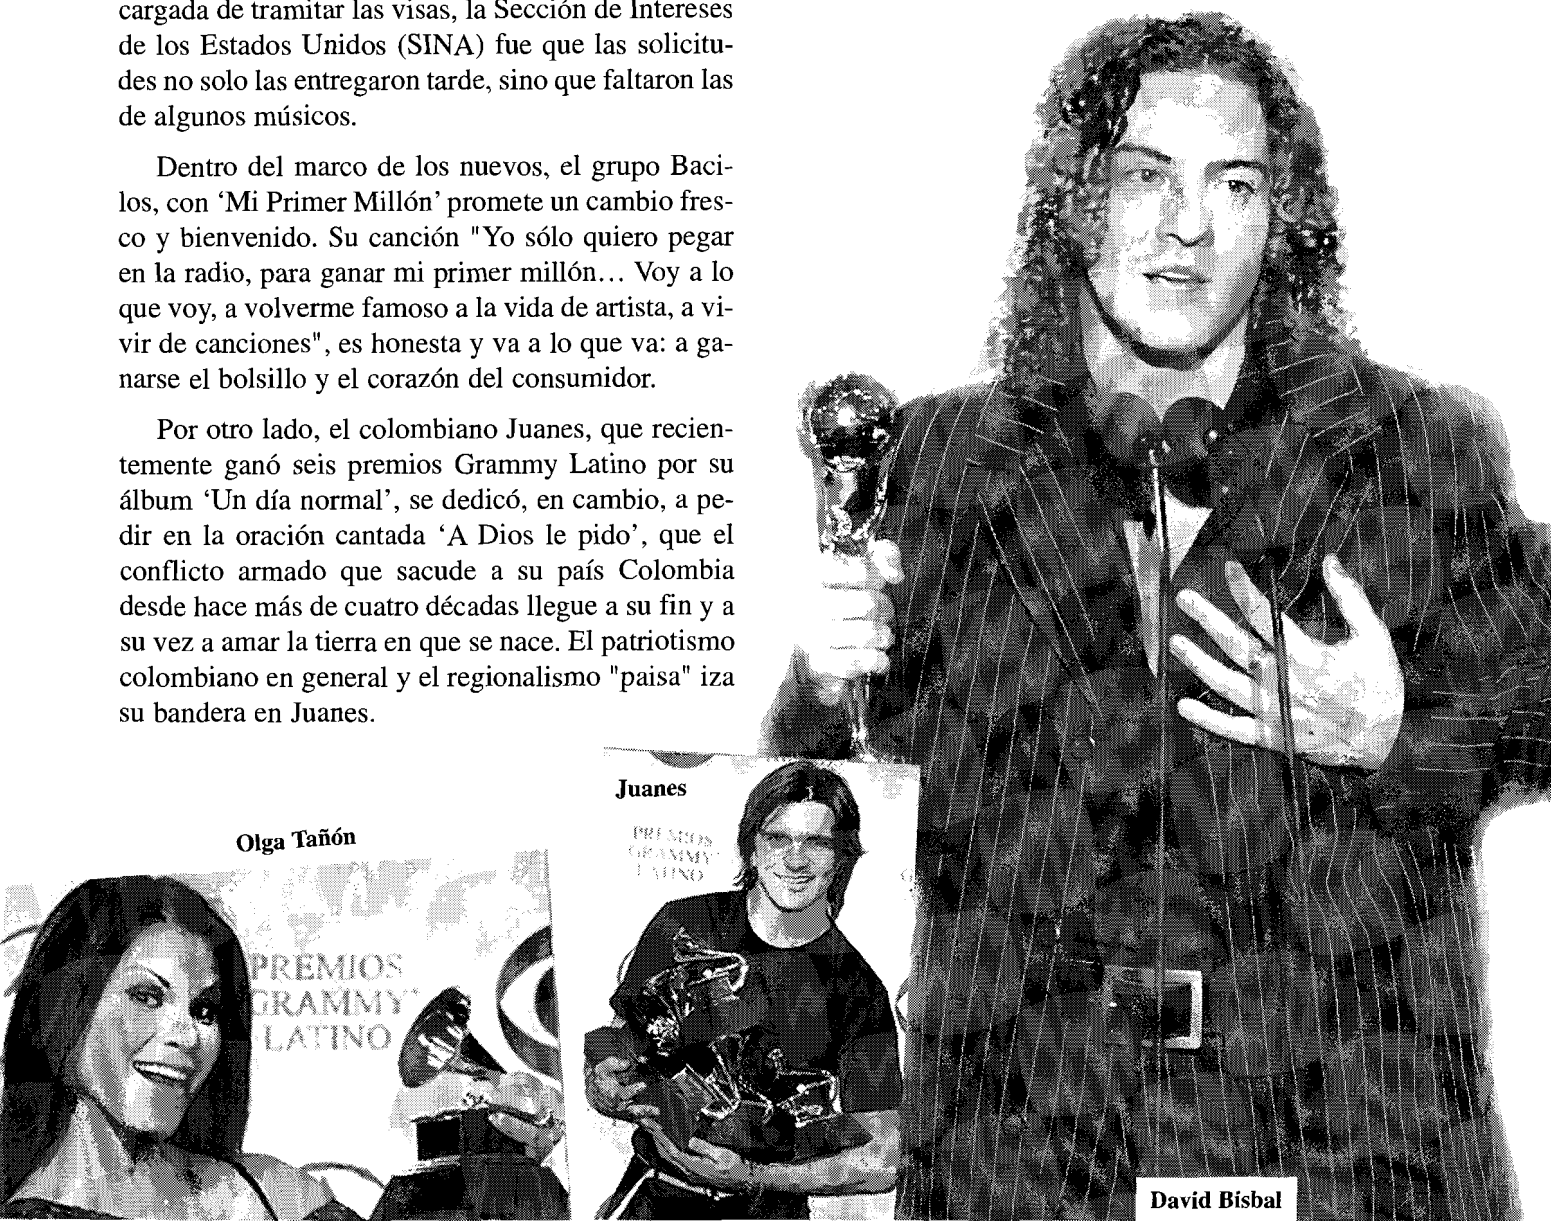 cargada de tramitar las visas, la Sección de Intereses
de los Estados Unidos (SINA) fue que las solicitu-
des no solo las entregaron tarde, sino que faltaron las
de algunos músicos.
Dentro del marco de los nuevos, el grupo Baci-
los, con ‘Mi Primer Millón’ promete un cambio fres-
co y bienvenido. Su canción "Yo sólo quiero pegar
en la radio, para ganar mi primer millón... Voy a lo
que voy, a volverme famoso a la vida de artista, a vi-
vir de canciones", es honesta y va a lo que va: a ga-
narse el bolsillo y el corazón del consumidor.
Por otro lado, el colombiano Juanes, que recien-
temente ganó seis premios Grammy Latino por su
álbum ‘Un día normal’, se dedicó, en cambio, a pe-
dir en la oración cantada ‘A Dios le pido’, que el
conflicto armado que sacude a su país Colombia
desde hace más de cuatro décadas llegue a su fin y a
su vez a amar la tierra en que se nace. El patriotismo
colombiano en general y el regionalismo "paisa" iza
su bandera en Juanes.
Juanes
PREMIOS
GRAMMY
LATINO
Olga Tañón
PREMIOS
GRAMMY
LATINO
David Bisbal